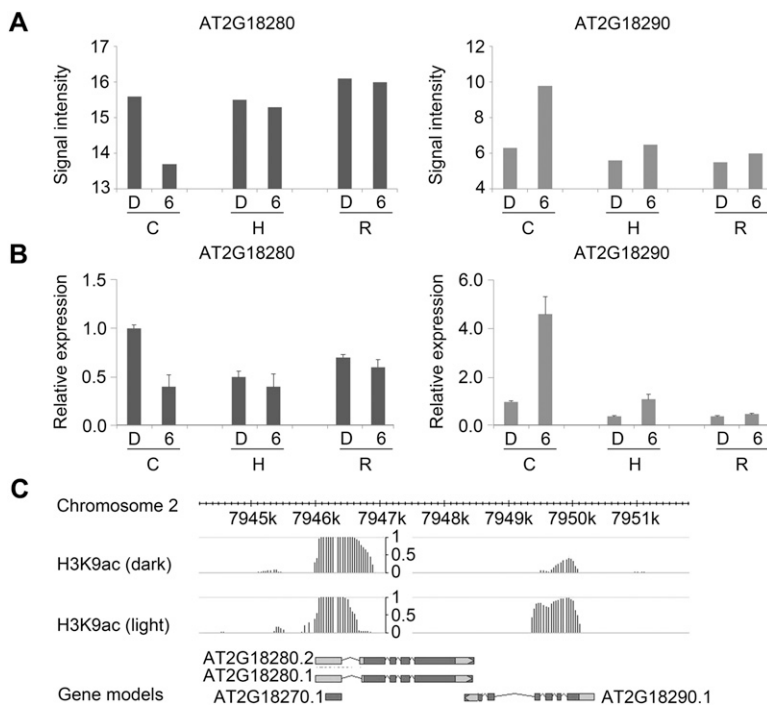 A
AT2G18280
AT2G18290
Signal intensity
17
16
15
14
13
D 6 D 6 D 6
C H R
Signal intensity
12
10
8
6
4
D 6 D 6 D 6
C H R
B
AT2G18280
AT2G18290
Relative expression
1.5
1.0
0.5
0.0
D 6 D 6 D 6
C H R
Relative expression
6.0
4.0
2.0
0.0
D 6 D 6 D 6
C H R
C
Chromosome 2
7945k 7946k 7947k 7948k 7949k 7950k 7951k
H3K9ac (dark)
1
0.5
0
H3K9ac (light)
1
0.5
0
AT2G18280.2
AT2G18280.1
Gene models AT2G18270.1 AT2G18290.1